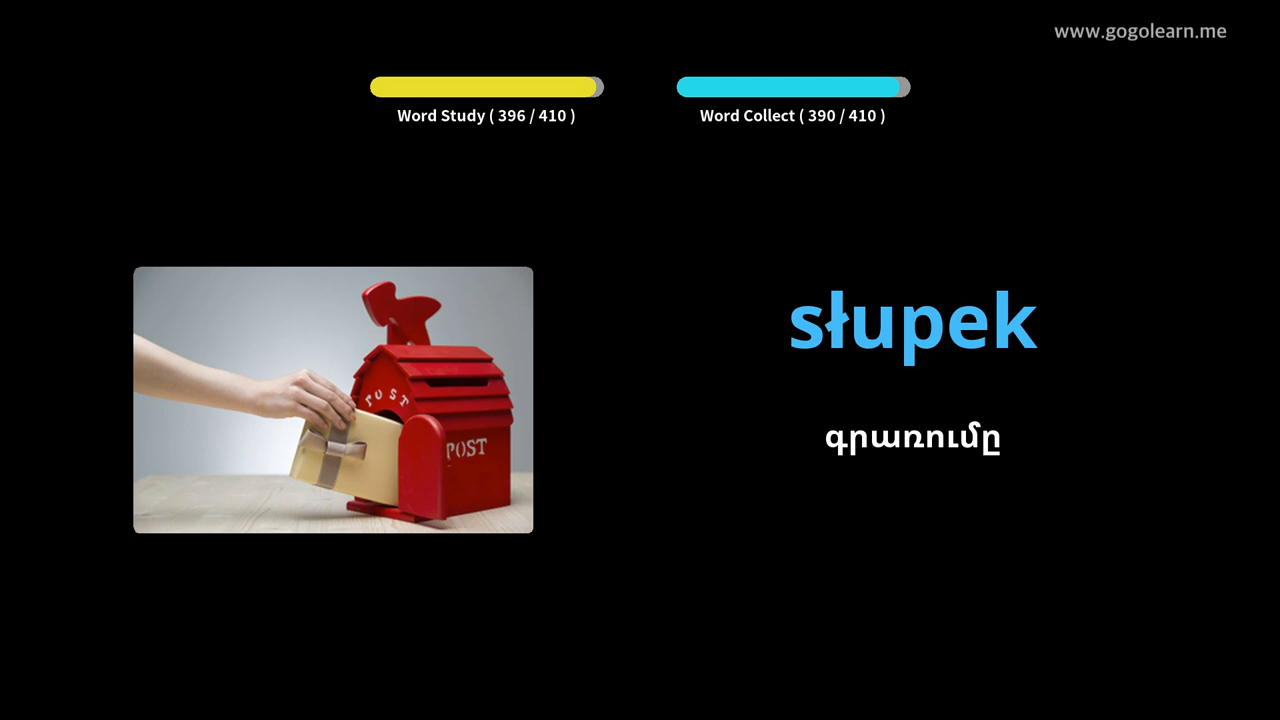 www.gogolearn.me
Word Study ( 396 / 410 )
Word Collect ( 390 / 410 )
słupek
POST
POST
գրառումը